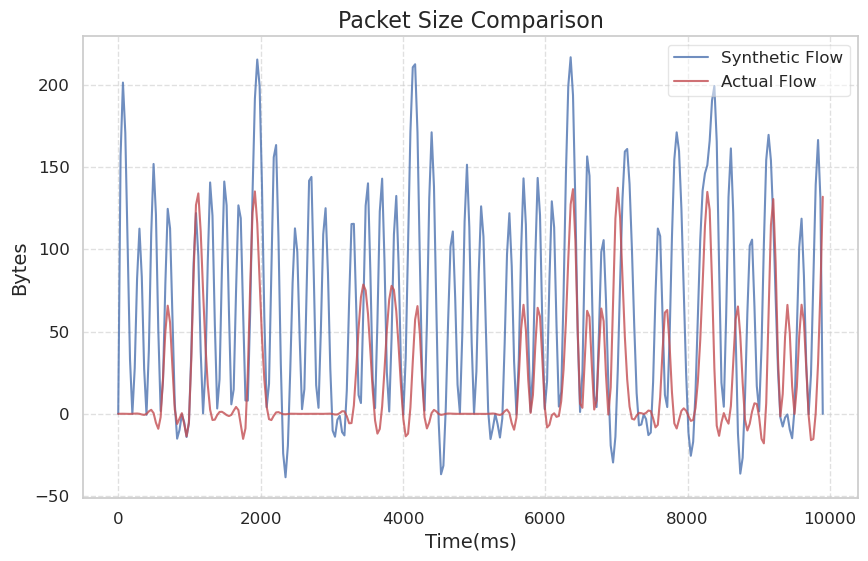 Packet Size Comparison
Synthetic Flow
Actual Flow
Bytes
200
150
100
50
0
−50
0 2000 4000 6000 8000 10000
Time(ms)